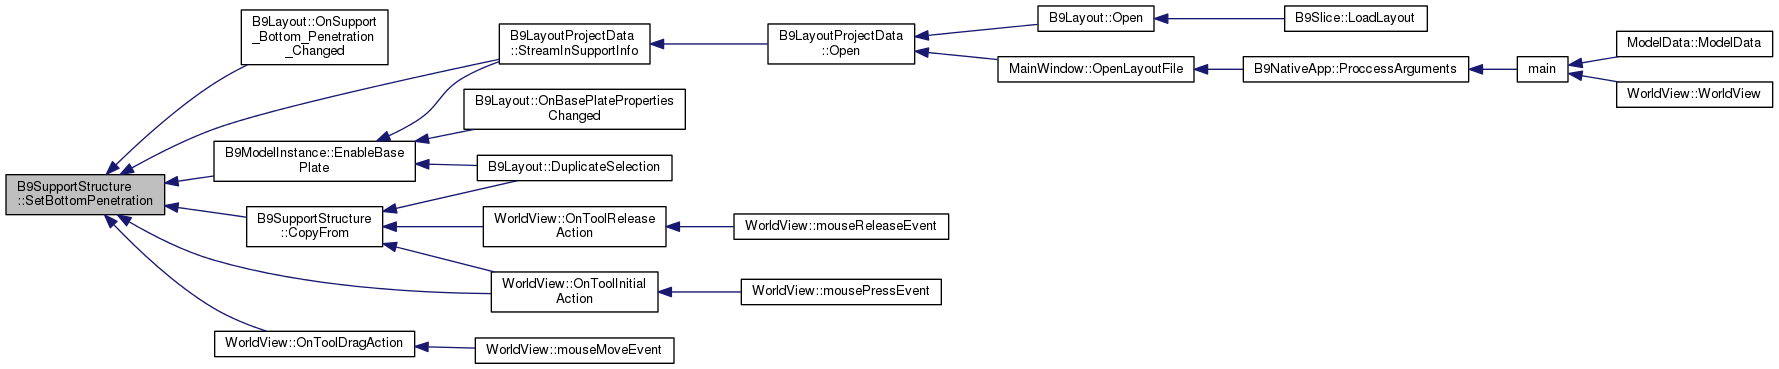 B9SupportStructure
::SetBottomPenetration
B9Layout::OnSupport
_Bottom_Penetration
_Changed
B9ModelInstance::EnableBase
Plate
B9SupportStructure
::CopyFrom
WorldView::OnToolDragAction
B9LayoutProjectData
::StreamInSupportInfo
B9Layout::OnBasePlateProperties
Changed
B9Layout::DuplicateSelection
WorldView::OnToolRelease
Action
WorldView::OnToolInitial
Action
WorldView::mouseMoveEvent
B9LayoutProjectData
::Open
WorldView::mouseReleaseEvent
WorldView::mousePressEvent
B9Layout::Open
MainWindow::OpenLayoutFile
B9Slice::LoadLayout
B9NativeApp::ProccessArguments
main
ModelData::ModelData
WorldView::WorldView